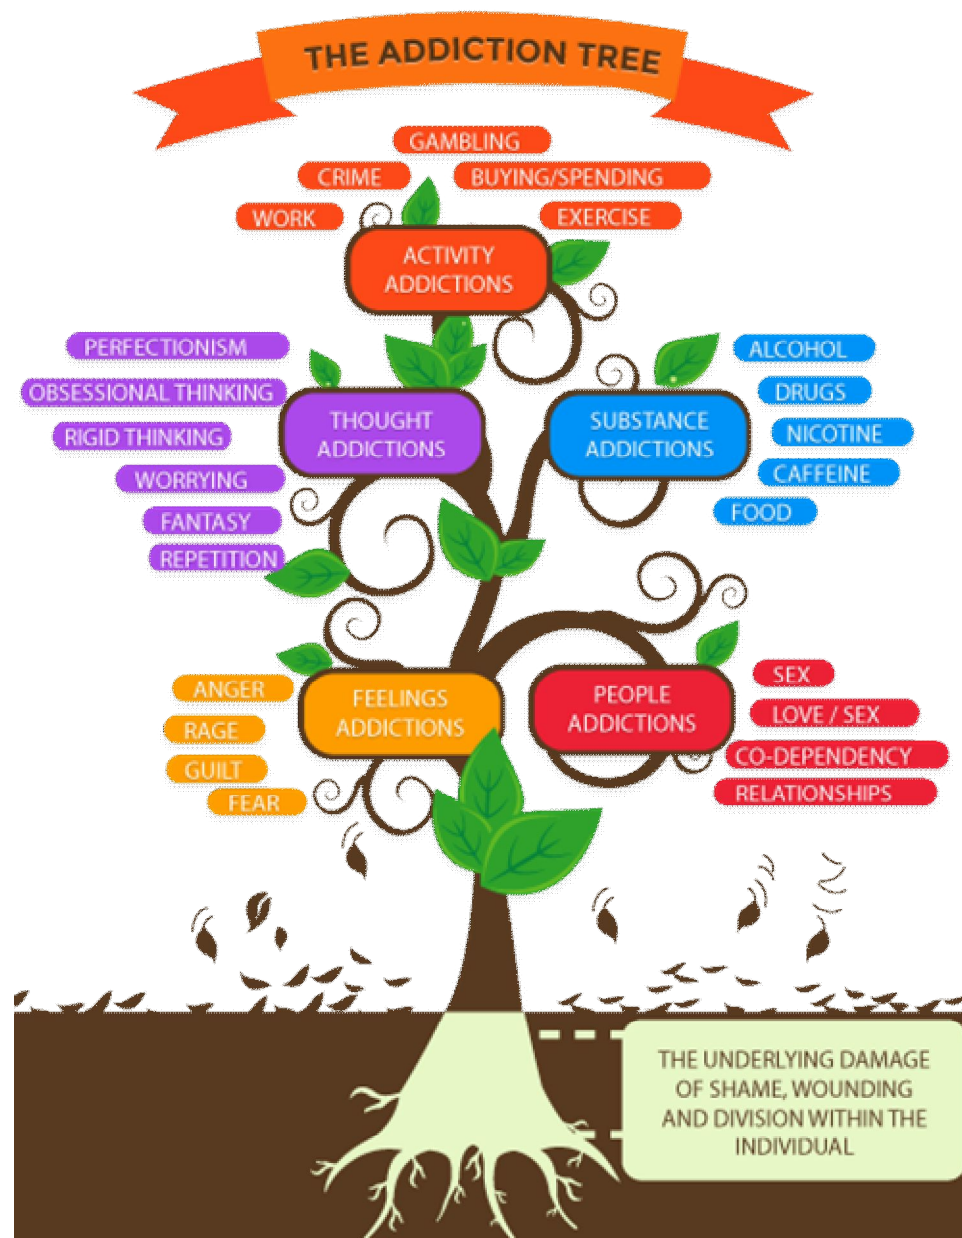 THE ADDICTION TREE
GAMBLING
CRIME
BUYING/SPENDING
WORK
EXERCISE
ACTIVITY
ADDICTIONS
PERFECTIONISM
OBSESSIONAL THINKING
RIGID THINKING
WORRYING
FANTASY
REPETITION
THOUGHT
ADDICTIONS
SUBSTANCE
ADDICTIONS
ALCOHOL
DRUGS
NICOTINE
CAFFEINE
FOOD
ANGER
RAGE
GUILT
FEAR
FEELINGS
ADDICTIONS
PEOPLE
ADDICTIONS
SEX
LOVE / SEX
CO-DEPENDENCY
RELATIONSHIPS
THE UNDERLYING DAMAGE
OF SHAME, WOUNDING
AND DIVISION WITHIN THE
INDIVIDUAL